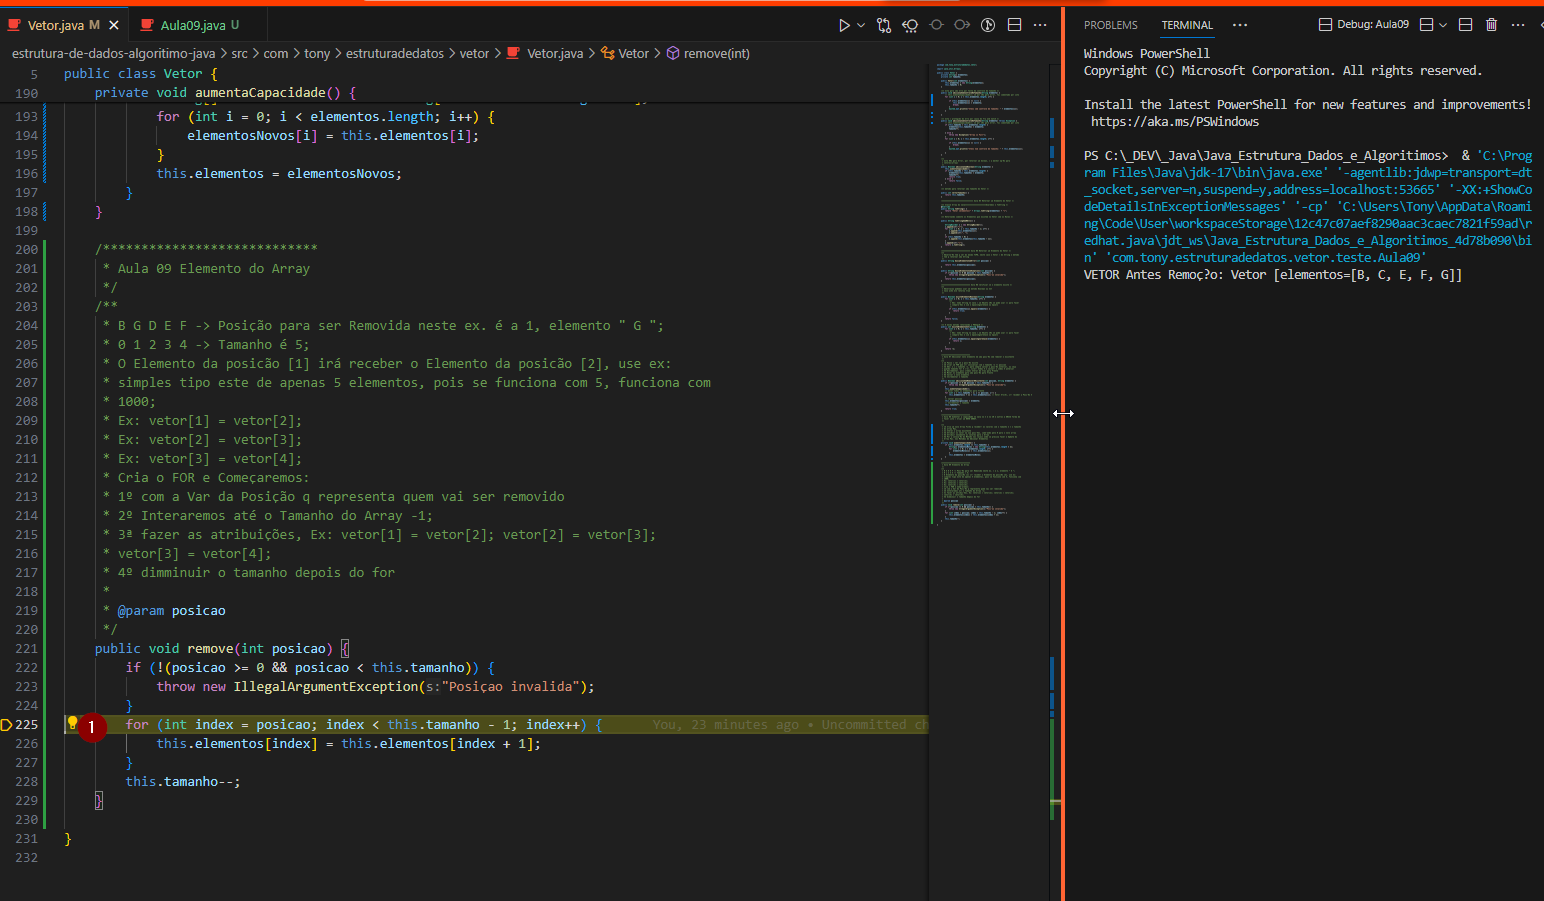 Vetor.java M
Aula09.java U
estrutura-de-dados-algoritimo-java > src > com > tony > estruturadedatos > vetor > Vetor.java > Vetor > remove(int)
5 public class Vetor {
190 private void aumentaCapacidade() {
193 for (int i = 0; i < elementos.length; i++) {
194 elementosNovos[i] = this.elementos[i];
195 }
196 this.elementos = elementosNovos;
197 }
198 }
199
200 /****************************
201 * Aula 09 Elemento do Array
202 */
203 /**
204 * B G D E F -> Posição para ser Removida neste ex. é a 1, elemento " G ";
205 * 0 1 2 3 4 -> Tamanho é 5;
206 * O Elemento da posicão [1] irá receber o Elemento da posicão [2], use ex:
207 * simples tipo este de apenas 5 elementos, pois se funciona com 5, funciona com
208 * 1000;
209 * Ex: vetor[1] = vetor[2];
210 * Ex: vetor[2] = vetor[3];
211 * Ex: vetor[3] = vetor[4];
212 * Cria o FOR e Começaremos:
213 * 1º com a Var da Posição q representa quem vai ser removido
214 * 2º Interaremos até o Tamanho do Array -1;
215 * 3ª fazer as atribuições, Ex: vetor[1] = vetor[2]; vetor[2] = vetor[3];
216 * vetor[3] = vetor[4];
217 * 4º dimminuir o tamanho depois do for
218 *
219 * @param posicao
220 */
221 public void remove(int posicao) {
222 if (!(posicao >= 0 && posicao < this.tamanho)) {
223 throw new IllegalArgumentException(s:"Posiçao invalida");
224 }
225 1 for (int index = posicao; index < this.tamanho - 1; index++) { You, 23 minutes ago • Uncommitted ch
226 this.elementos[index] = this.elementos[index + 1];
227 }
228 this.tamanho--;
229 }
230
231 }
232
PROBLEMS TERMINAL ··· Debug: Aula09
Windows PowerShell
Copyright (C) Microsoft Corporation. All rights reserved.
Install the latest PowerShell for new features and improvements!
https://aka.ms/PSWindows
PS C:\_DEV\_Java\Java_Estrutura_Dados_e_Algoritimos> & 'C:\Prog
ram Files\Java\jdk-17\bin\java.exe' '-agentlib:jdwp=transport=dt
_socket,server=n,suspend=y,address=localhost:53665' '-XX:+ShowCo
deDetailsInExceptionMessages' '-cp' 'C:\Users\Tony\AppData\Roami
ng\Code\User\workspaceStorage\12c47c07aef8290aac3caec7821f59ad\r
edhat.java\jdt_ws\Java_Estrutura_Dados_e_Algoritimos_4d78b090\bi
n' 'com.tony.estruturadedatos.vetor.teste.Aula09'
VETOR Antes Remoç?o: Vetor [elementos=[B, C, E, F, G]]